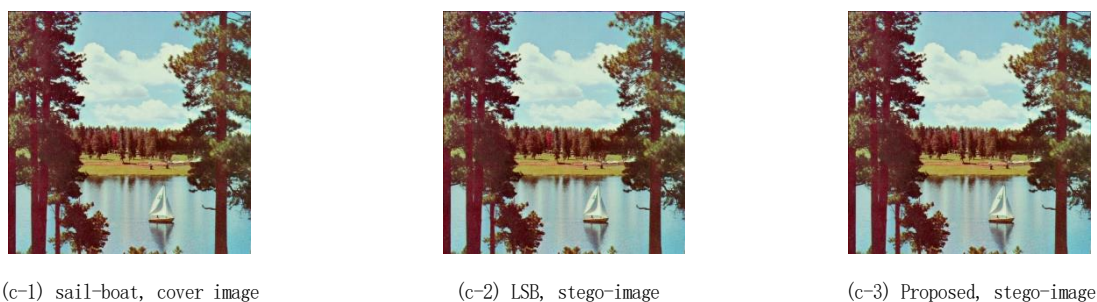 (c-1) sail-boat, cover image
(c-2) LSB, stego-image
(c-3) Proposed, stego-image